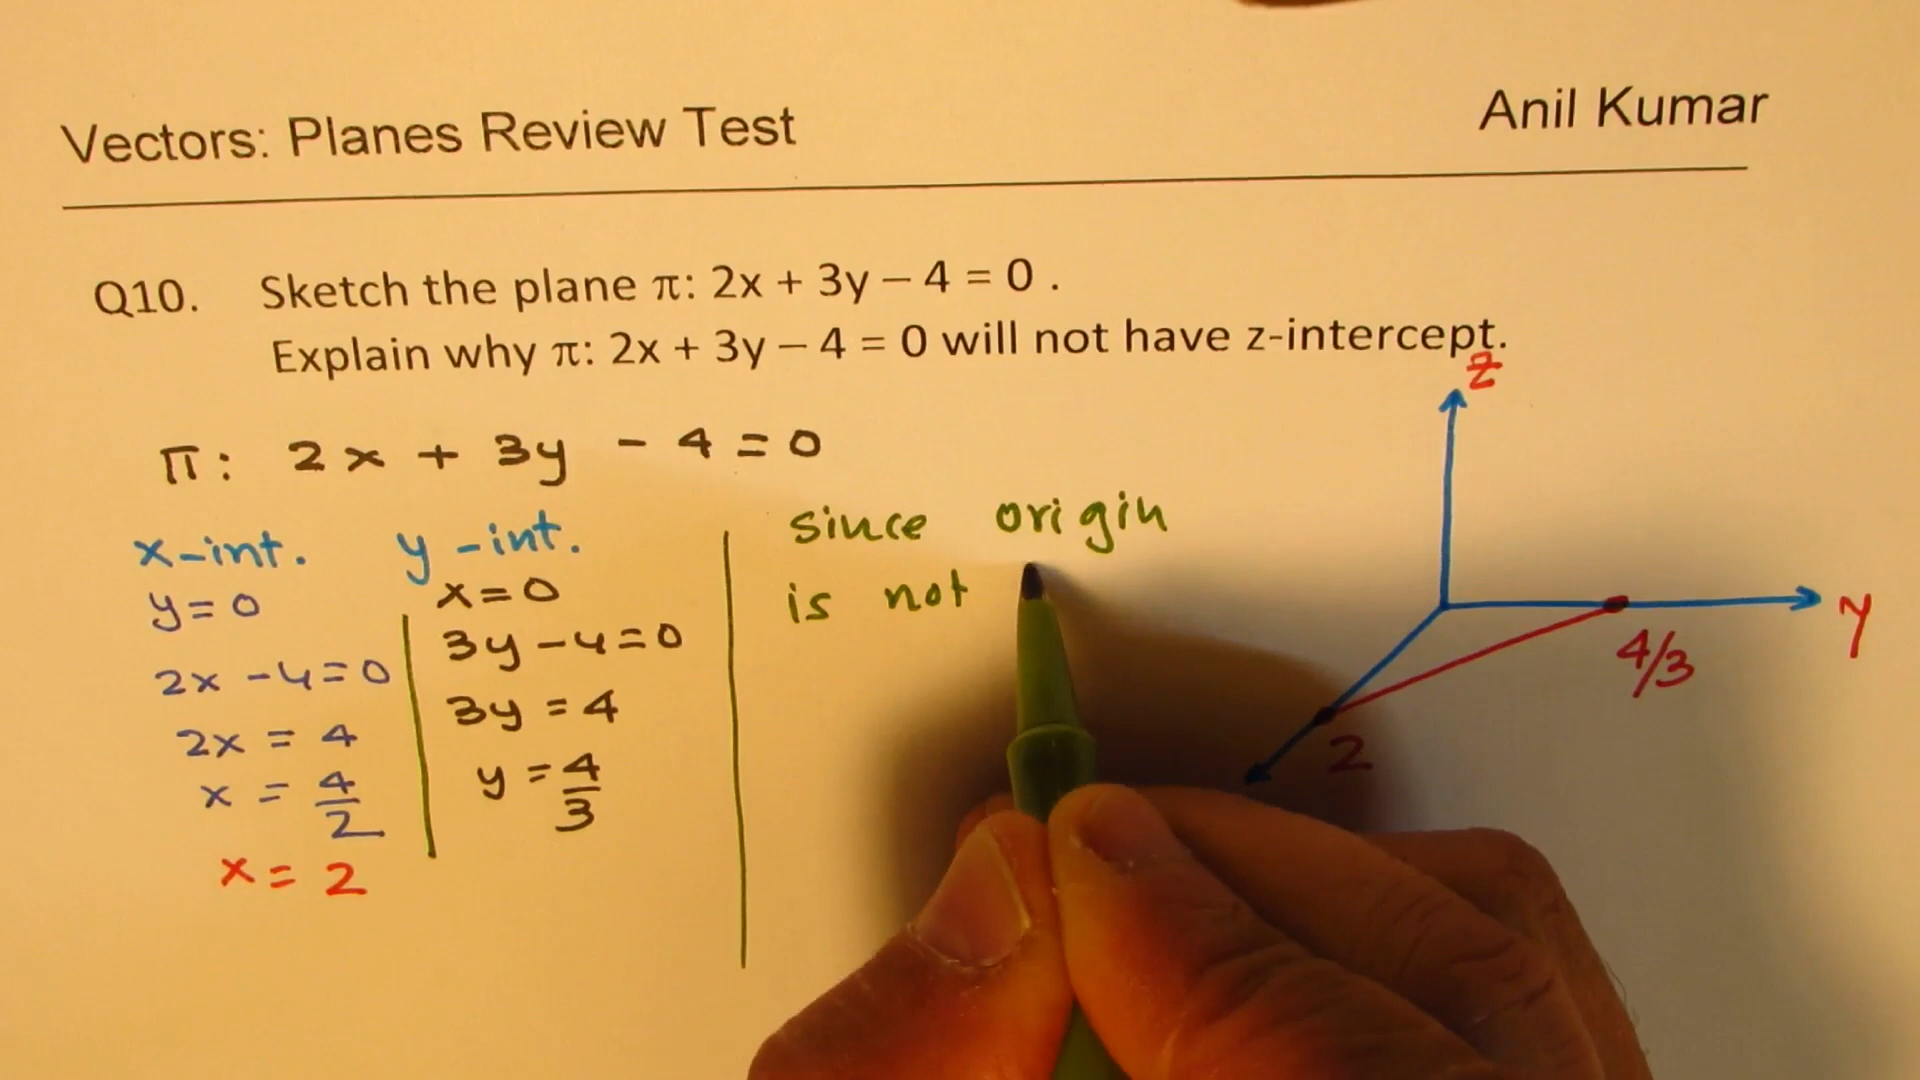 Vectors: Planes Review Test
Anil Kumar
Q10. Sketch the plane π: 2x + 3y – 4 = 0 .
Explain why π: 2x + 3y – 4 = 0 will not have z-intercept.
π: 2x + 3y - 4 = 0
x-int.
y = 0
2x - 4 = 0
2x = 4
x = 4/2
x = 2
y-int.
x = 0
3y - 4 = 0
3y = 4
y = 4/3
since origin
is not
z
y
4/3
2